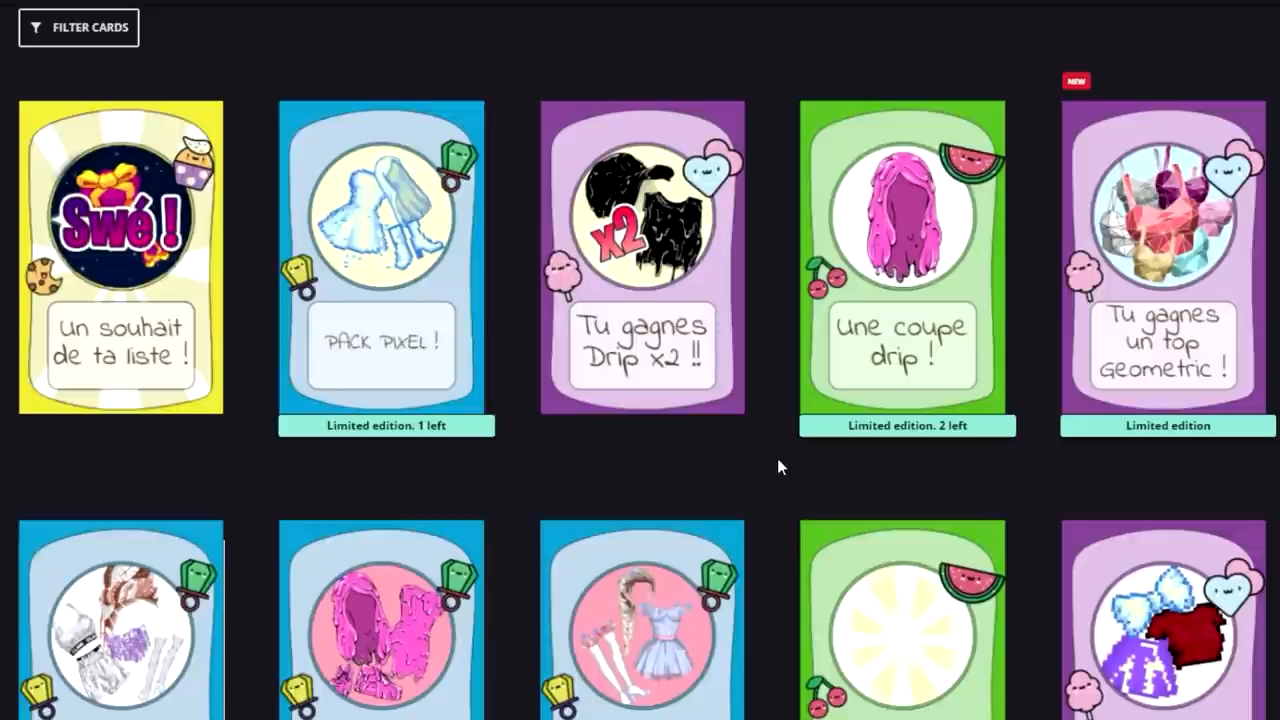 FILTER CARDS
NEW
Swé !
un souhait
de ta liste !
PACK PIXEL !
Limited edition. 1 left
x2
Tu gagnes
Drip x2 !!
une coupe
drip !
Limited edition. 2 left
Tu gagnes
un top
Geometric !
Limited edition